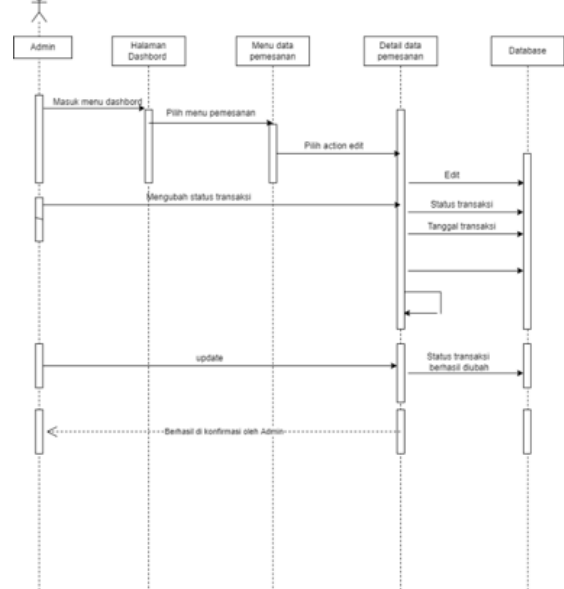 Admin
Halaman
Dashbord
Menu data
pemesanan
Detail data
pemesanan
Database
Masuk menu dashbord
Pilih menu pemesanan
Pilih action edit
Edit
Mengubah status transaksi
Status transaksi
Tanggal transaksi
update
Status transaksi
berhasil diubah
Berhasil di konfirmasi oleh Admin